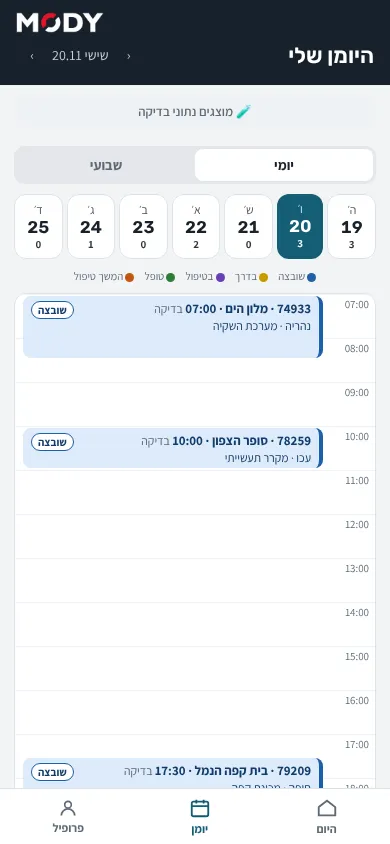 MODY
היומן שלי
‹ שישי 20.11 ›
🧪 מוצגים נתוני בדיקה
יומי
שבועי
ה׳ ו׳ ש׳ א׳ ב׳ ג׳ ד׳
19 20 21 22 23 24 25
3 3 0 2 0 1 0
שובצה בדרך בטיפול טופל המשך טיפול
07:00
74933 · מלון הים · 07:00 בדיקה
שובצה
נהריה · מערכת השקיה
08:00
09:00
10:00
78259 · סופר הצפון · 10:00 בדיקה
שובצה
עכו · מקרר תעשייתי
11:00
12:00
13:00
14:00
15:00
16:00
17:00
79209 · בית קפה הנמל · 17:30 בדיקה
שובצה
היום
יומן
פרופיל